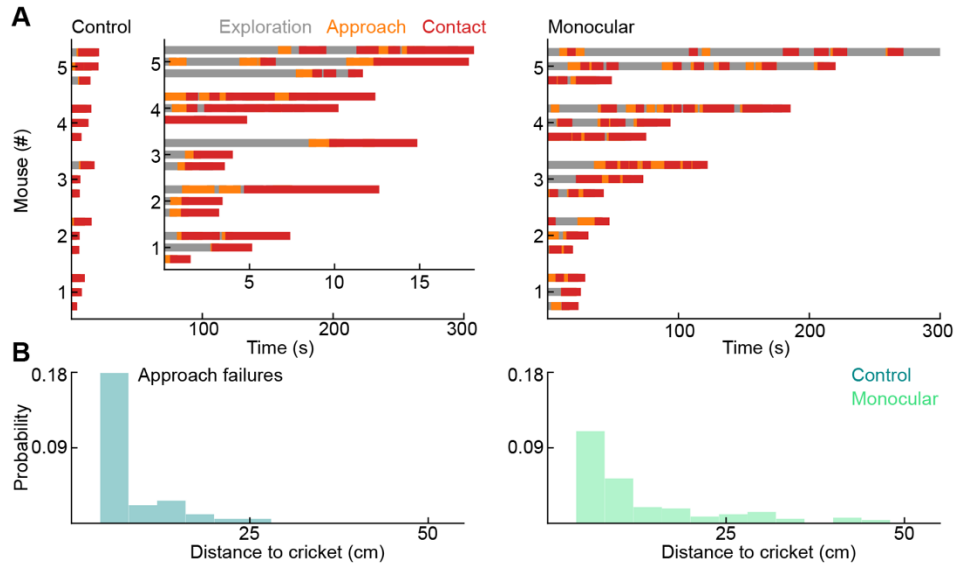 A
Control
Exploration Approach Contact
Monocular
Mouse (#)
5
4
3
2
1
5
4
3
2
1
5 10 15
100 200 300
Time (s)
5
4
3
2
1
100 200 300
Time (s)
B
Probability
0.18
0.09
Approach failures
25 50
Distance to cricket (cm)
0.18
0.09
Control
Monocular
25 50
Distance to cricket (cm)